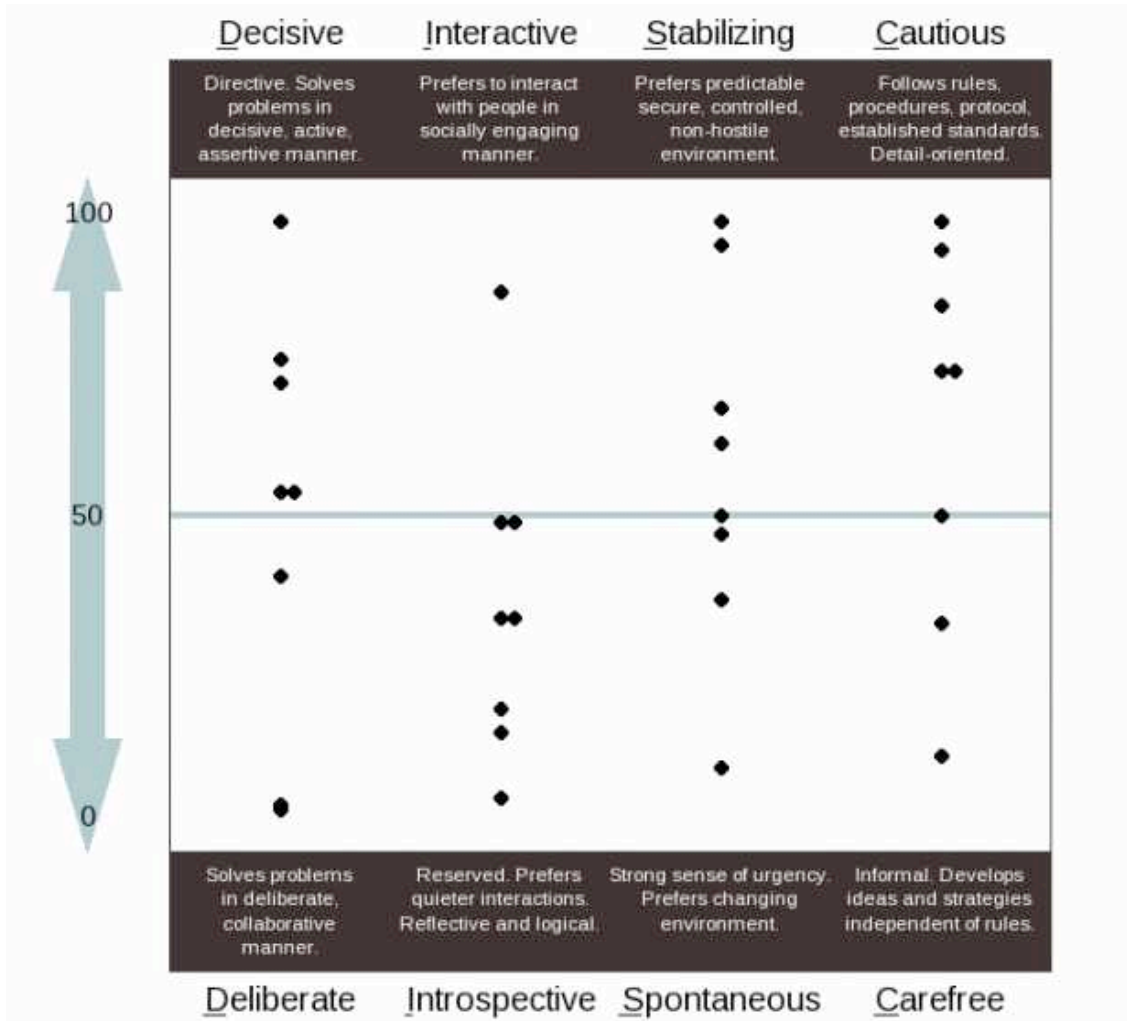 Decisive Interactive Stabilizing Cautious
Directive. Solves
problems in
decisive, active,
assertive manner.
Prefers to interact
with people in
socially engaging
manner.
Prefers predictable
secure, controlled,
non-hostile
environment.
Follows rules,
procedures, protocol,
established standards.
Detail-oriented.
100
50
0
Solves problems
in deliberate,
collaborative
manner.
Reserved. Prefers
quieter interactions.
Reflective and logical.
Strong sense of urgency.
Prefers changing
environment.
Informal. Develops
ideas and strategies
independent of rules.
Deliberate Introspective Spontaneous Carefree